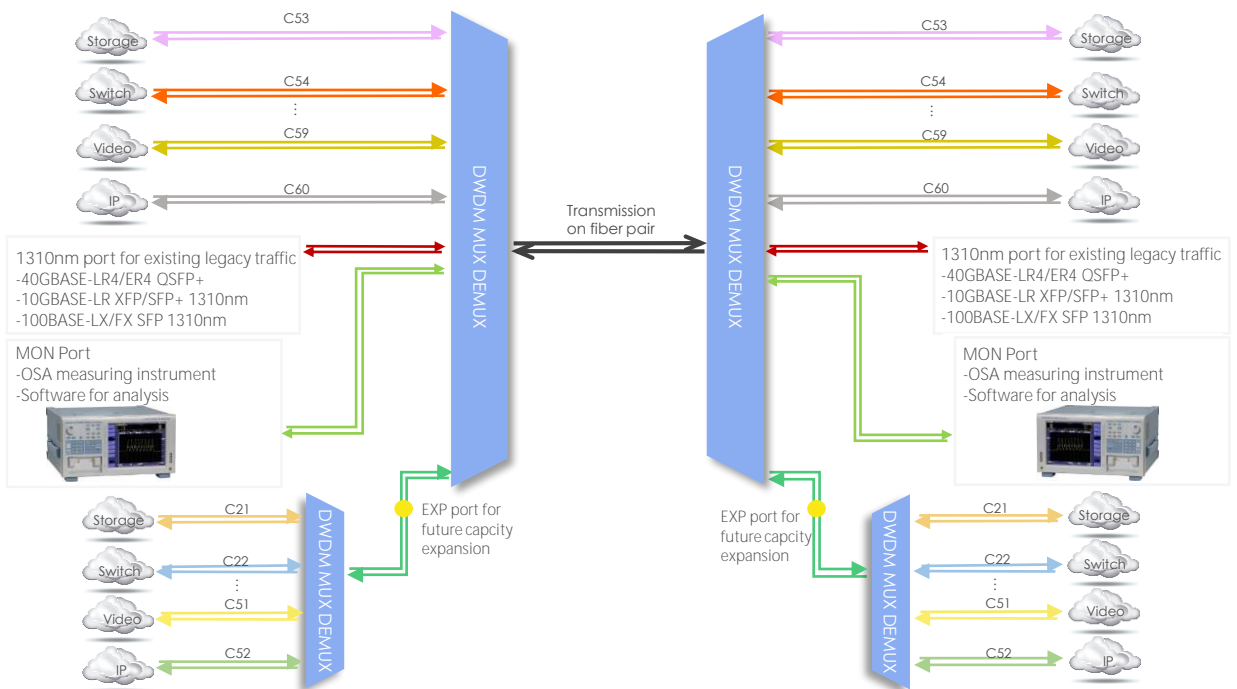 C53
Storage
C54
Switch
⋮
C59
Video
C60
IP
1310nm port for existing legacy traffic
-40GBASE-LR4/ER4 QSFP+
-10GBASE-LR XFP/SFP+ 1310nm
-100BASE-LX/FX SFP 1310nm
MON Port
-OSA measuring instrument
-Software for analysis
DWDM MUX DEMUX
EXP port for
future capcity
expansion
C21
Storage
C22
Switch
⋮
C51
Video
C52
IP
DWDM MUX DEMUX
Transmission
on fiber pair
DWDM MUX DEMUX
C53
Storage
C54
Switch
⋮
C59
Video
C60
IP
1310nm port for existing legacy traffic
-40GBASE-LR4/ER4 QSFP+
-10GBASE-LR XFP/SFP+ 1310nm
-100BASE-LX/FX SFP 1310nm
MON Port
-OSA measuring instrument
-Software for analysis
EXP port for
future capcity
expansion
DWDM MUX DEMUX
C21
Storage
C22
Switch
⋮
C51
Video
C52
IP